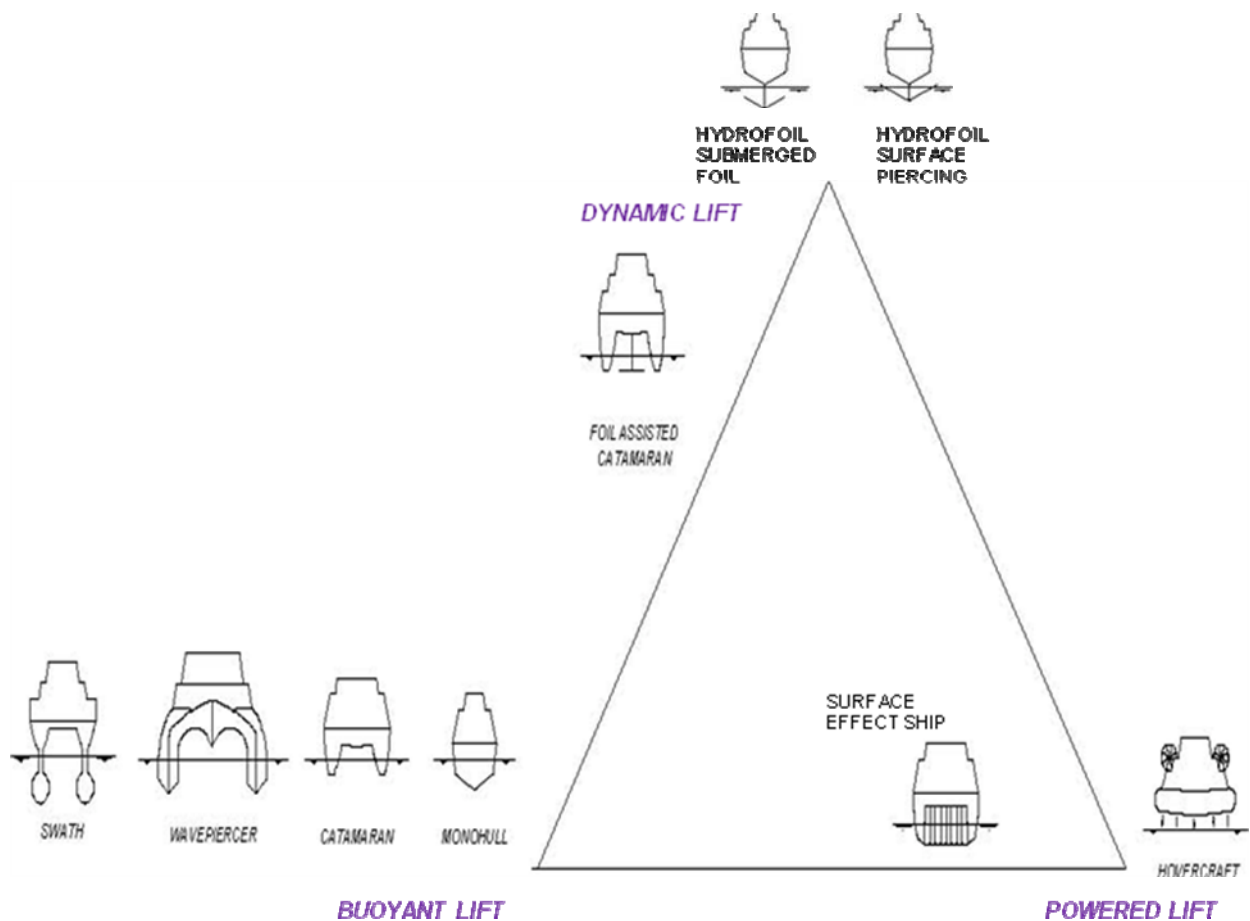 HYDROFOIL
SUBMERGED
FOIL
HYDROFOIL
SURFACE
PIERCING
DYNAMIC LIFT
FOIL ASSISTED
CATAMARAN
SURFACE
EFFECT SHIP
SWATH
WAVEPIERCER
CATAMARAN
MONOHULL
HOVERCRAFT
BUOYANT LIFT
POWERED LIFT